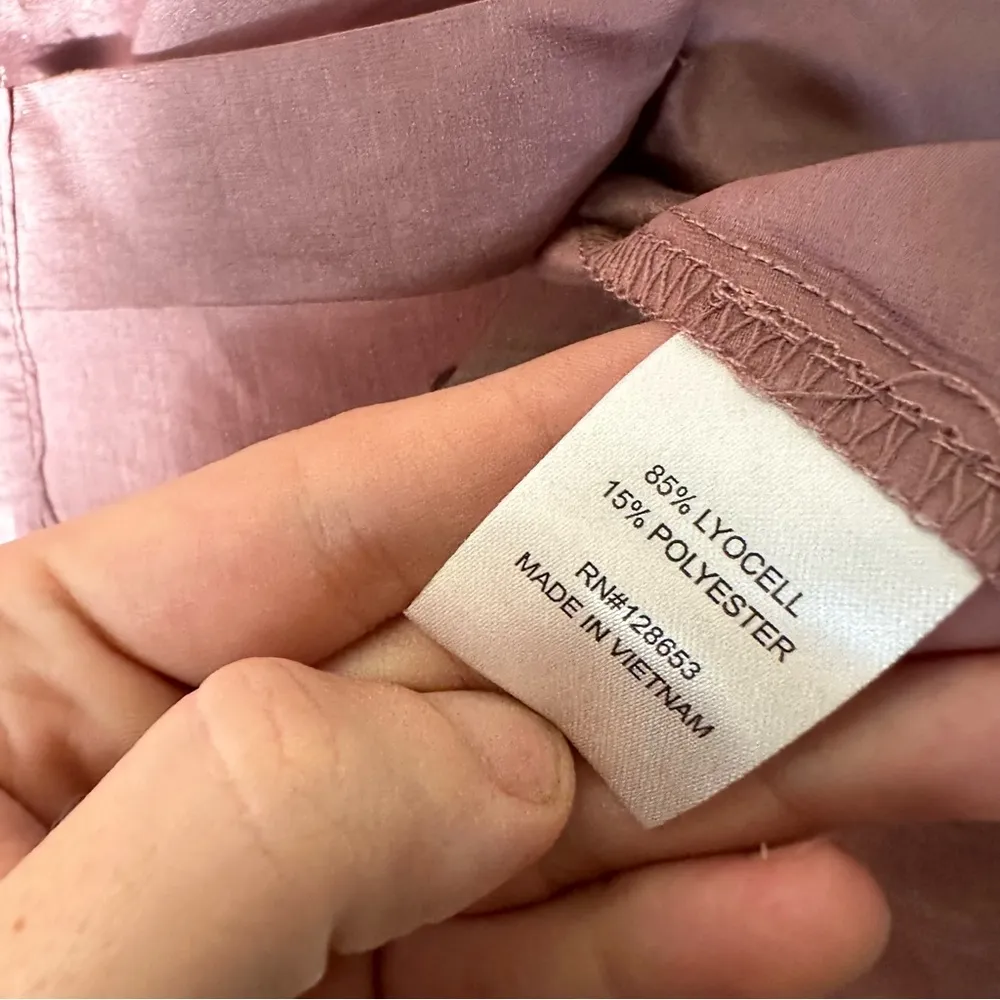 85% LYOCELL
15% POLYESTER
RN#128653
MADE IN VIETNAM